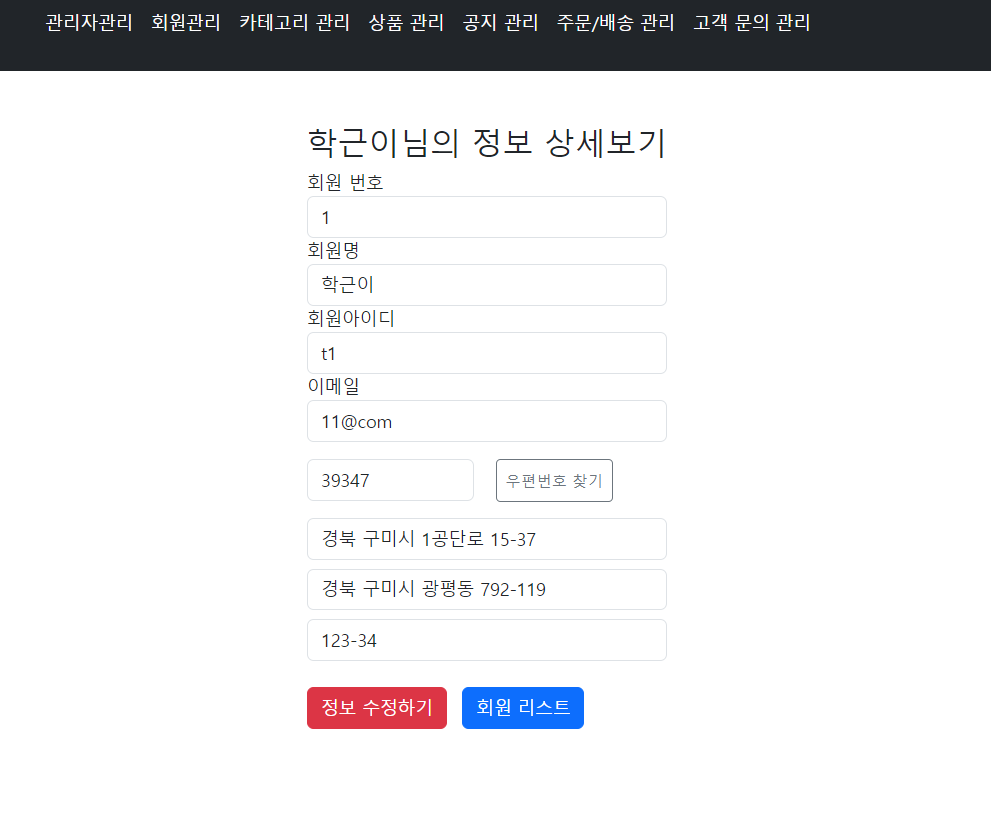 관리자관리 회원관리 카테고리 관리 상품 관리 공지 관리 주문/배송 관리 고객 문의 관리
학근이님의 정보 상세보기
회원 번호
1
회원명
학근이
회원아이디
t1
이메일
11@com
39347 우편번호 찾기
경북 구미시 1공단로 15-37
경북 구미시 광평동 792-119
123-34
정보 수정하기 회원 리스트